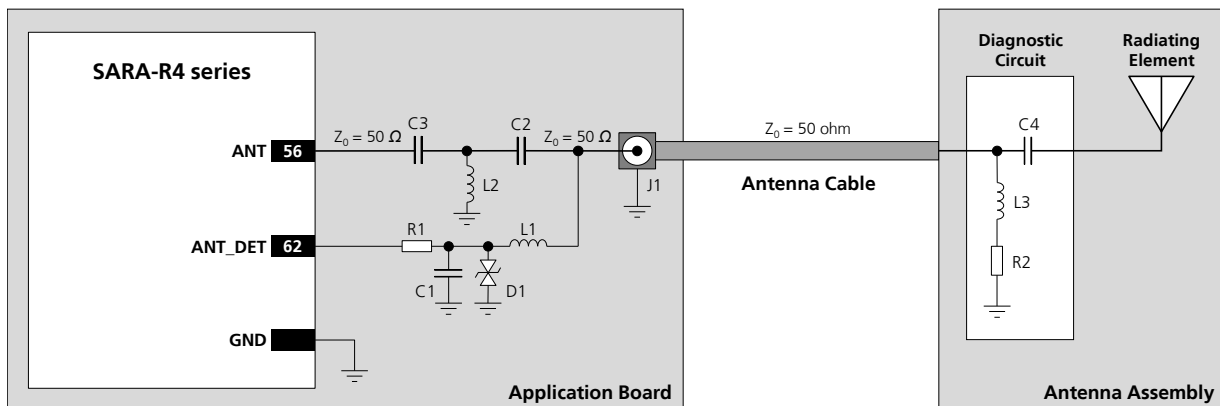 SARA-R4 series
ANT 56
ANT_DET 62
GND
Z0 = 50 Ω
C3
C2
Z0 = 50 Ω
L2
R1
C1
D1
L1
J1
Application Board
Z0 = 50 ohm
Antenna Cable
Diagnostic
Circuit
Radiating
Element
C4
L3
R2
Antenna Assembly